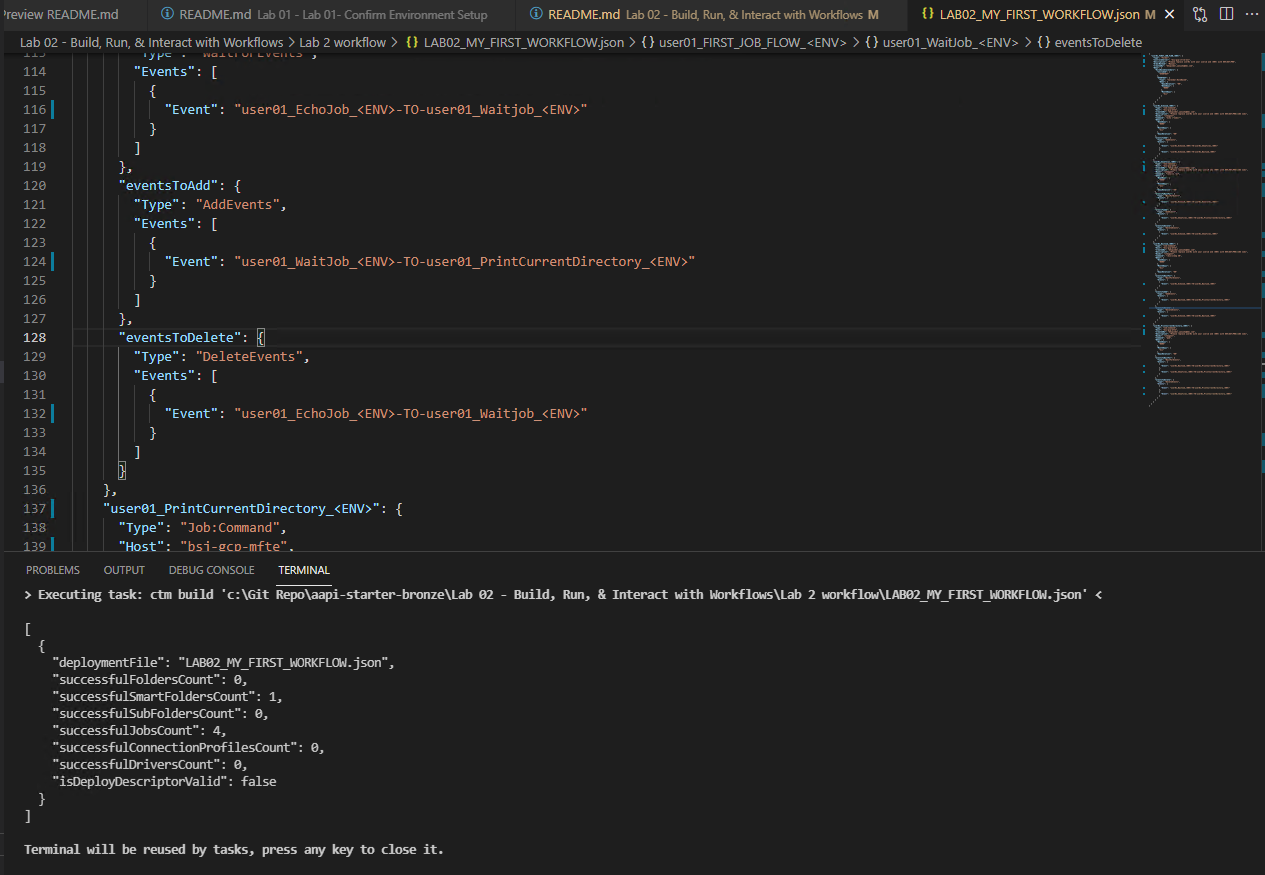 Preview README.md
README.md Lab 01 - Lab 01- Confirm Environment Setup
README.md Lab 02 - Build, Run, & Interact with Workflows M
{} LAB02_MY_FIRST_WORKFLOW.json M ×
Lab 02 - Build, Run, & Interact with Workflows > Lab 2 workflow > {} LAB02_MY_FIRST_WORKFLOW.json > {} user01_FIRST_JOB_FLOW_<ENV> > {} user01_WaitJob_<ENV> > {} eventsToDelete
113 "Type": "WaitForEvents",
114 "Events": [
115 {
116 "Event": "user01_EchoJob_<ENV>-TO-user01_Waitjob_<ENV>"
117 }
118 ]
119 },
120 "eventsToAdd": {
121 "Type": "AddEvents",
122 "Events": [
123 {
124 "Event": "user01_WaitJob_<ENV>-TO-user01_PrintCurrentDirectory_<ENV>"
125 }
126 ]
127 },
128 "eventsToDelete": {
129 "Type": "DeleteEvents",
130 "Events": [
131 {
132 "Event": "user01_EchoJob_<ENV>-TO-user01_Waitjob_<ENV>"
133 }
134 ]
135 }
136 },
137 "user01_PrintCurrentDirectory_<ENV>": {
138 "Type": "Job:Command",
139 "Host": "bsj-gcp-mfte",
PROBLEMS OUTPUT DEBUG CONSOLE TERMINAL
> Executing task: ctm build 'c:\Git Repo\aapi-starter-bronze\Lab 02 - Build, Run, & Interact with Workflows\Lab 2 workflow\LAB02_MY_FIRST_WORKFLOW.json' <
[
{
"deploymentFile": "LAB02_MY_FIRST_WORKFLOW.json",
"successfulFoldersCount": 0,
"successfulSmartFoldersCount": 1,
"successfulSubFoldersCount": 0,
"successfulJobsCount": 4,
"successfulConnectionProfilesCount": 0,
"successfulDriversCount": 0,
"isDeployDescriptorValid": false
}
]
Terminal will be reused by tasks, press any key to close it.